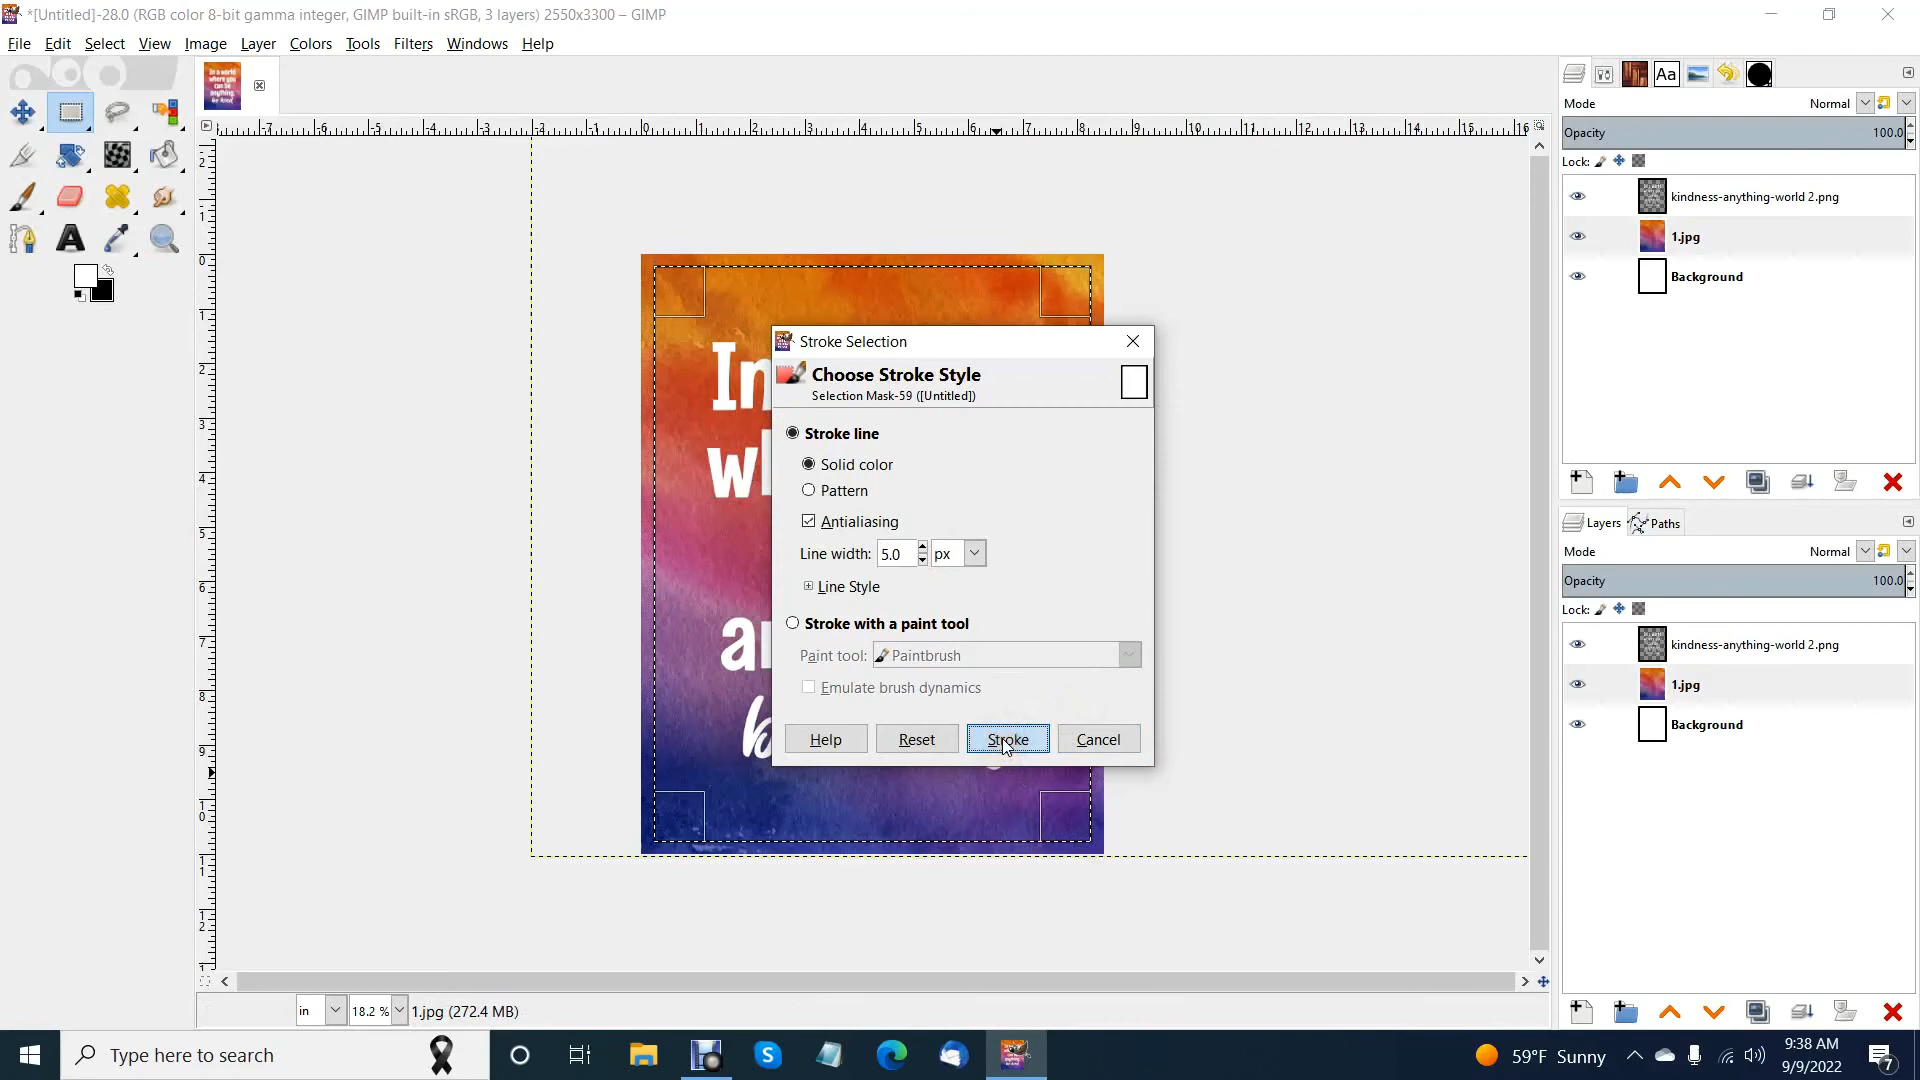 *[Untitled]-28.0 (RGB color 8-bit gamma integer, GIMP built-in sRGB, 3 layers) 2550x3300 – GIMP
File Edit Select View Image Layer Colors Tools Filters Windows Help
Mode Normal
Opacity 100.0
Lock:
kindness-anything-world 2.png
1.jpg
Background
Stroke Selection
Choose Stroke Style
Selection Mask-59 ([Untitled])
Stroke line
Solid color
Pattern
Antialiasing
Line width: 5.0 px
Line Style
Stroke with a paint tool
Paint tool: Paintbrush
Emulate brush dynamics
Help Reset Stroke Cancel
In
Layers Paths
Mode Normal
Opacity 100.0
Lock:
kindness-anything-world 2.png
1.jpg
Background
in 18.2 % 1.jpg (272.4 MB)
Type here to search
59°F Sunny
9:38 AM
9/9/2022
7